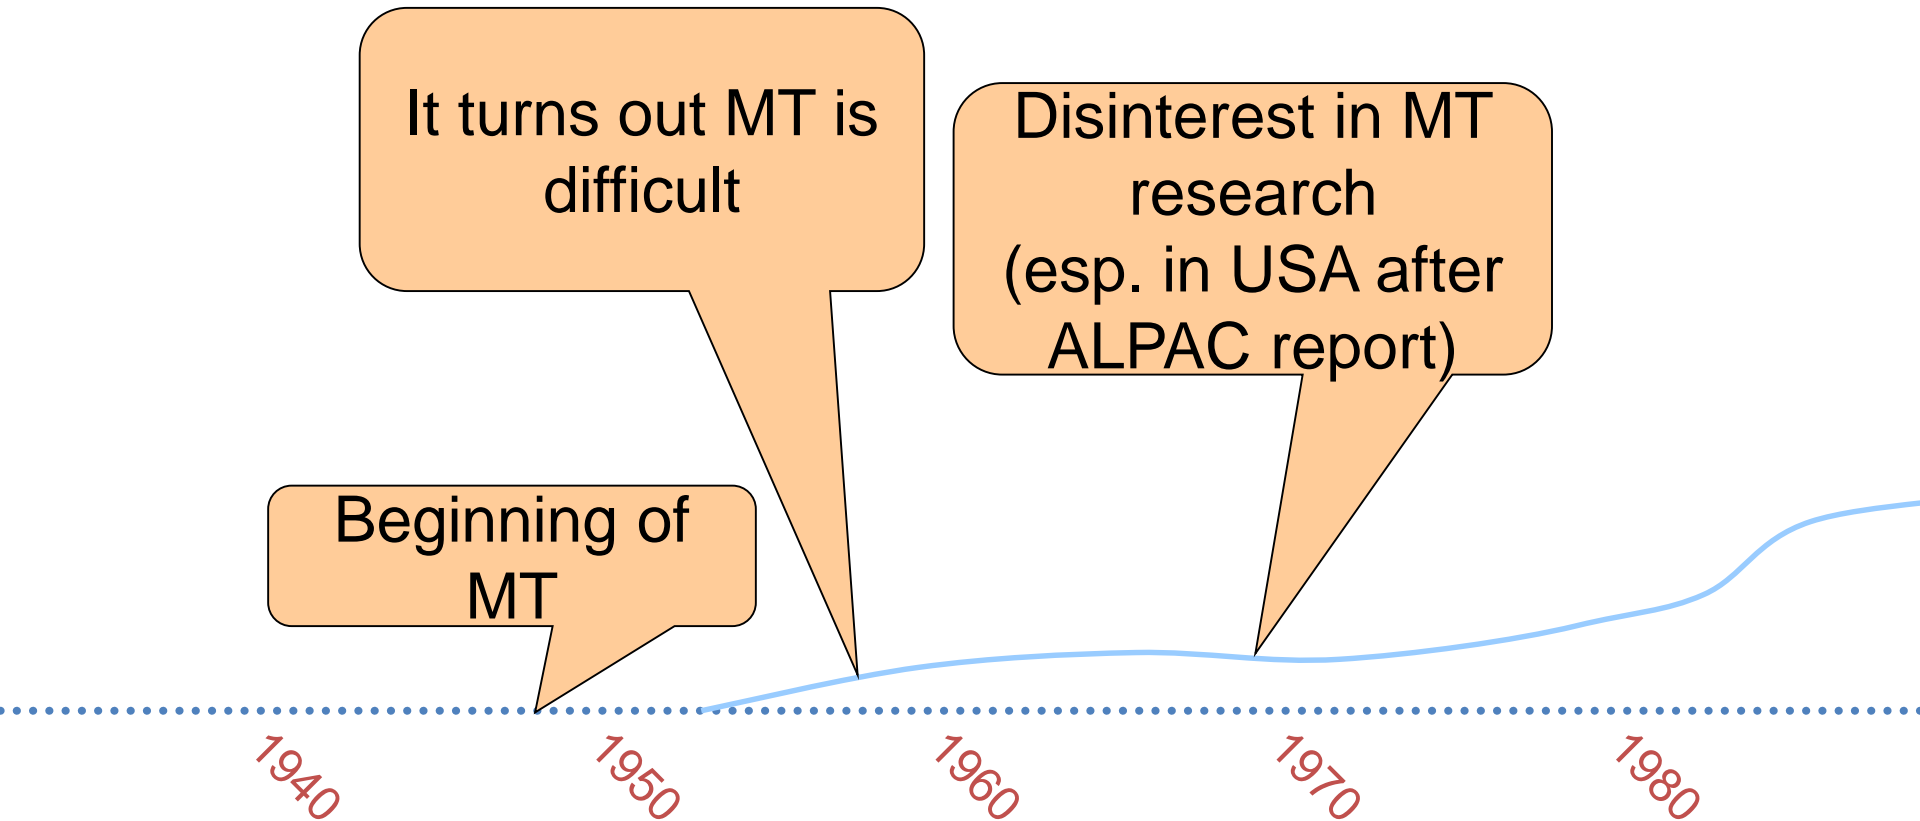 It turns out MT is
difficult
Disinterest in MT
research
(esp. in USA after
ALPAC report)
Beginning of
MT
1940
1950
1960
1970
1980